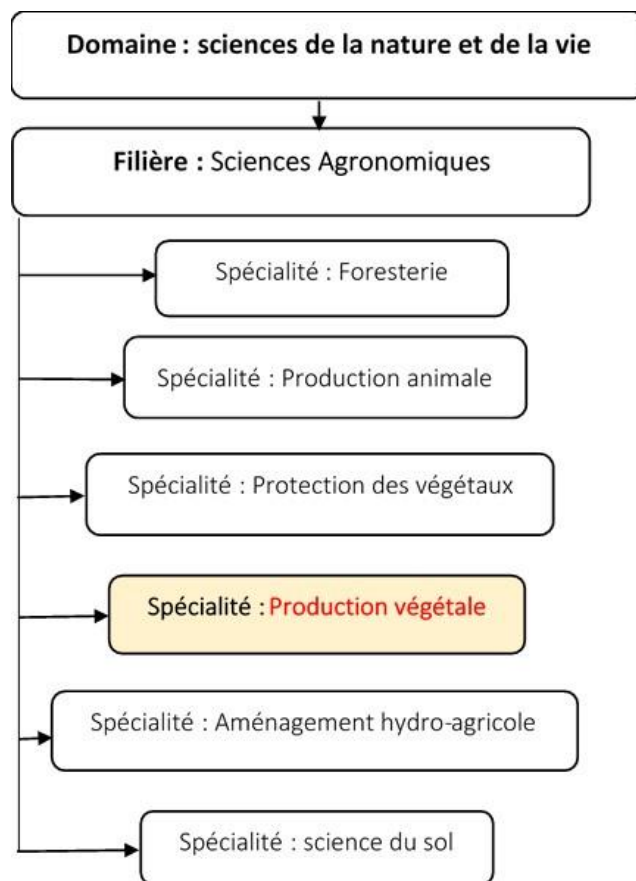 Domaine : sciences de la nature et de la vie
Filière : Sciences Agronomiques
Spécialité : Foresterie
Spécialité : Production animale
Spécialité : Protection des végétaux
Spécialité : Production végétale
Spécialité : Aménagement hydro-agricole
Spécialité : science du sol